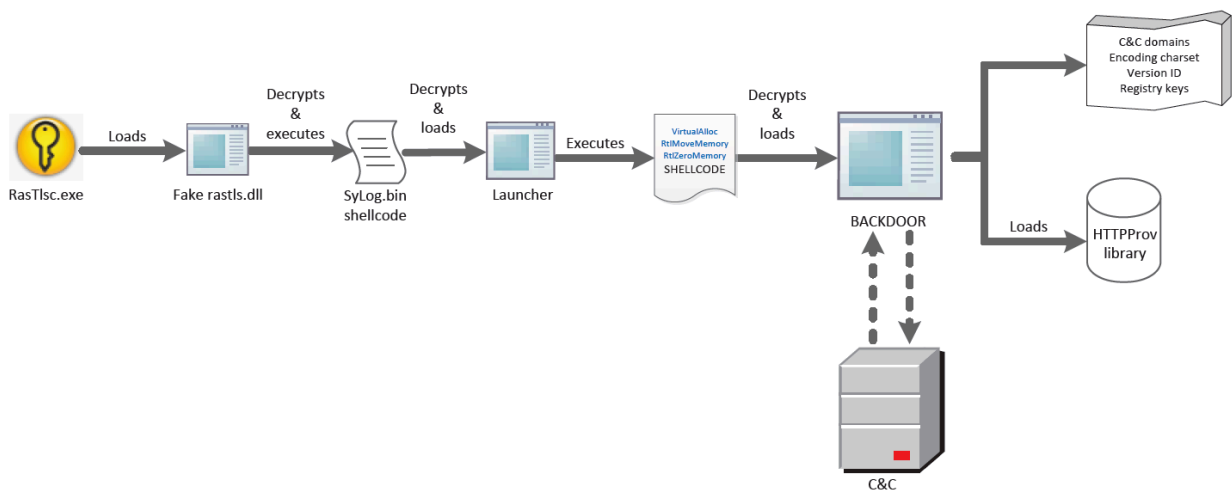 RasTlsc.exe
Loads
Fake rastls.dll
Decrypts
&
executes
SyLog.bin
shellcode
Decrypts
&
loads
Launcher
Executes
VirtualAlloc
RtlMoveMemory
RtlZeroMemory
SHELLCODE
Decrypts
&
loads
BACKDOOR
C&C
C&C domains
Encoding charset
Version ID
Registry keys
Loads
HTTPProv
library